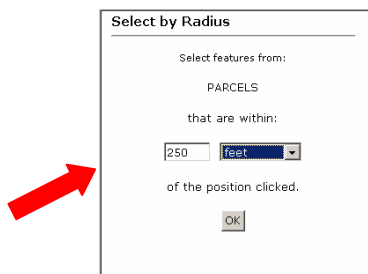 Select by Radius
Select features from:
PARCELS
that are within:
250 feet
of the position clicked.
OK